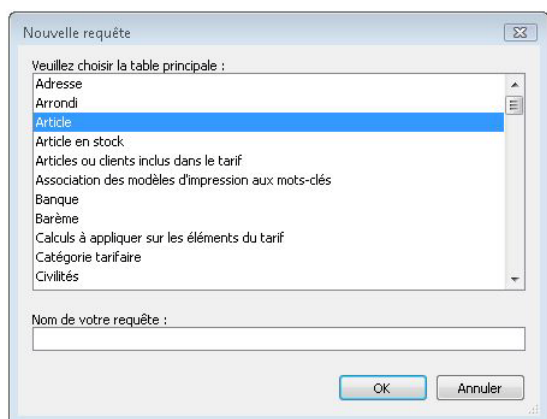 Nouvelle requête
Veuillez choisir la table principale :
Adresse
Arrondi
Article
Article en stock
Articles ou clients inclus dans le tarif
Association des modèles d'impression aux mots-clés
Banque
Barème
Calculs à appliquer sur les éléments du tarif
Catégorie tarifaire
Civilités
Nom de votre requête :
OK
Annuler